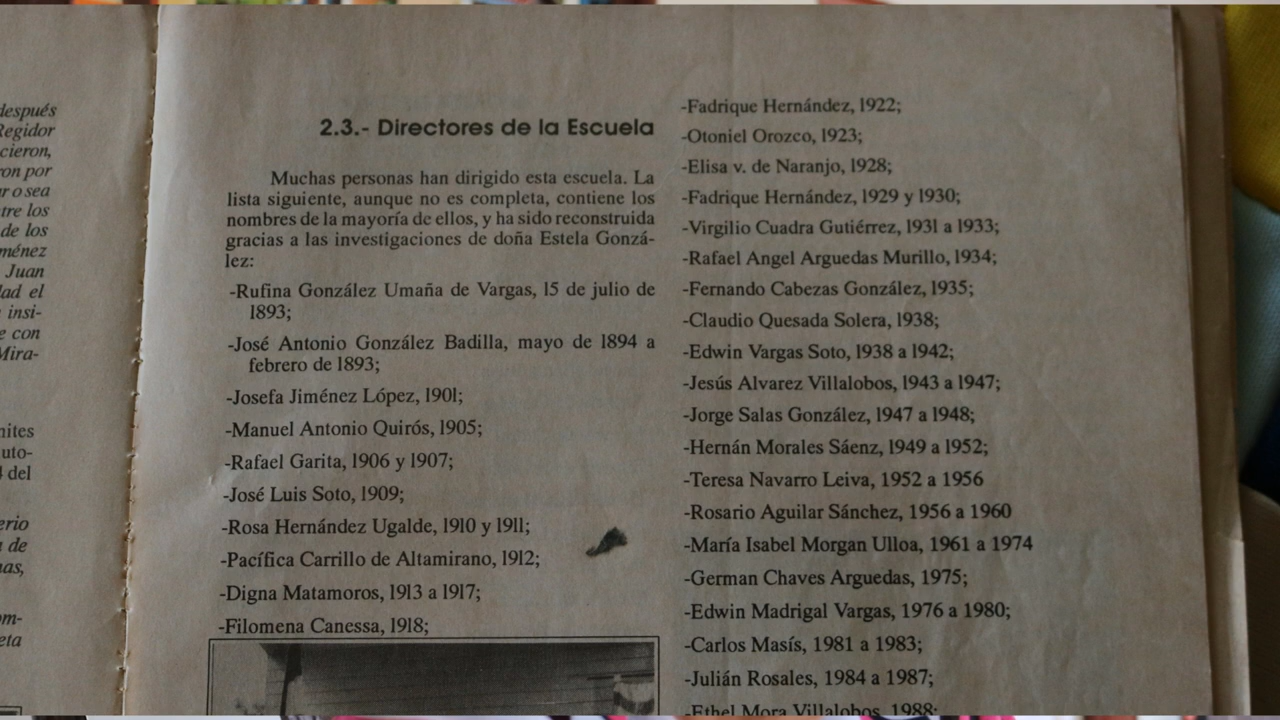 después
Regidor
cieron,
ron por
ar o sea
tre los
de los
ménez
Juan
dad el
insi-
e con
Mira-
mites
uto-
del
erio
a de
nas,
om-
eta
2.3.- Directores de la Escuela
Muchas personas han dirigido esta escuela. La
lista siguiente, aunque no es completa, contiene los
nombres de la mayoría de ellos, y ha sido reconstruida
gracias a las investigaciones de doña Estela Gonzá-
lez:
-Rufina González Umaña de Vargas, 15 de julio de
1893;
-José Antonio González Badilla, mayo de 1894 a
febrero de 1893;
-Josefa Jiménez López, 1901;
-Manuel Antonio Quirós, 1905;
-Rafael Garita, 1906 y 1907;
-José Luis Soto, 1909;
-Rosa Hernández Ugalde, 1910 y 1911;
-Pacífica Carrillo de Altamirano, 1912;
-Digna Matamoros, 1913 a 1917;
-Filomena Canessa, 1918;
-Fadrique Hernández, 1922;
-Otoniel Orozco, 1923;
-Elisa v. de Naranjo, 1928;
-Fadrique Hernández, 1929 y 1930;
-Virgilio Cuadra Gutiérrez, 1931 a 1933;
-Rafael Angel Arguedas Murillo, 1934;
-Fernando Cabezas González, 1935;
-Claudio Quesada Solera, 1938;
-Edwin Vargas Soto, 1938 a 1942;
-Jesús Alvarez Villalobos, 1943 a 1947;
-Jorge Salas González, 1947 a 1948;
-Hernán Morales Sáenz, 1949 a 1952;
-Teresa Navarro Leiva, 1952 a 1956
-Rosario Aguilar Sánchez, 1956 a 1960
-María Isabel Morgan Ulloa, 1961 a 1974
-German Chaves Arguedas, 1975;
-Edwin Madrigal Vargas, 1976 a 1980;
-Carlos Masís, 1981 a 1983;
-Julián Rosales, 1984 a 1987;
-Ethel Mora Villalobos, 1988;